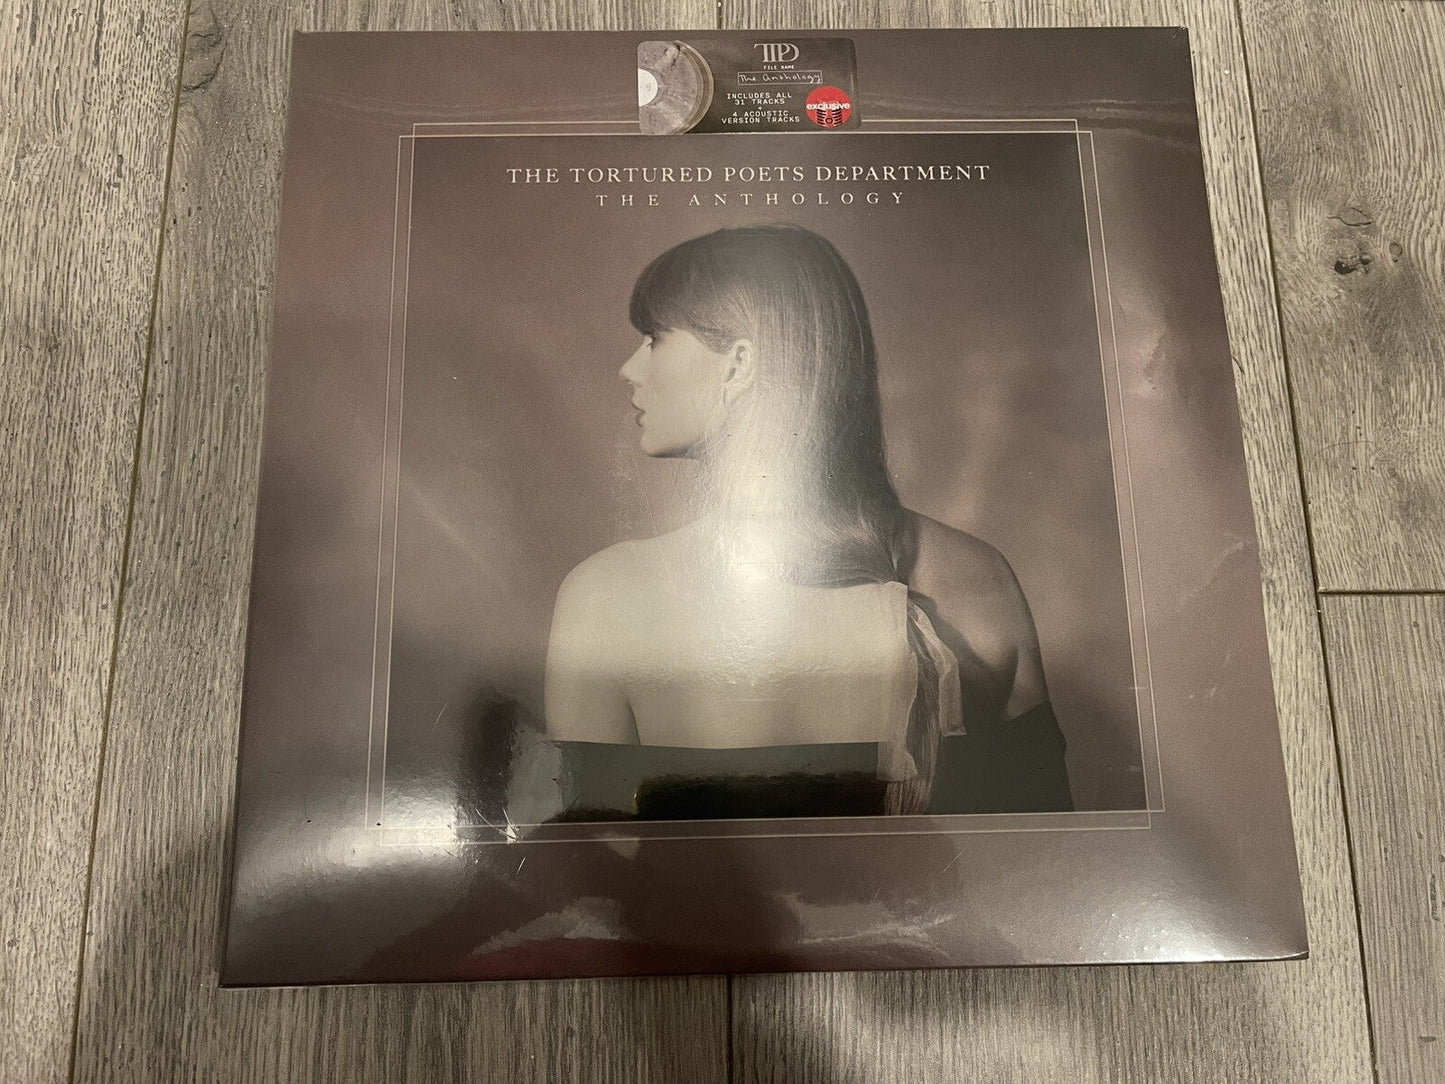 TTPD
FILE NAME
The Anthology
INCLUDES ALL
31 TRACKS
+
4 ACOUSTIC
VERSION TRACKS
exclusive
THE TORTURED POETS DEPARTMENT
THE ANTHOLOGY